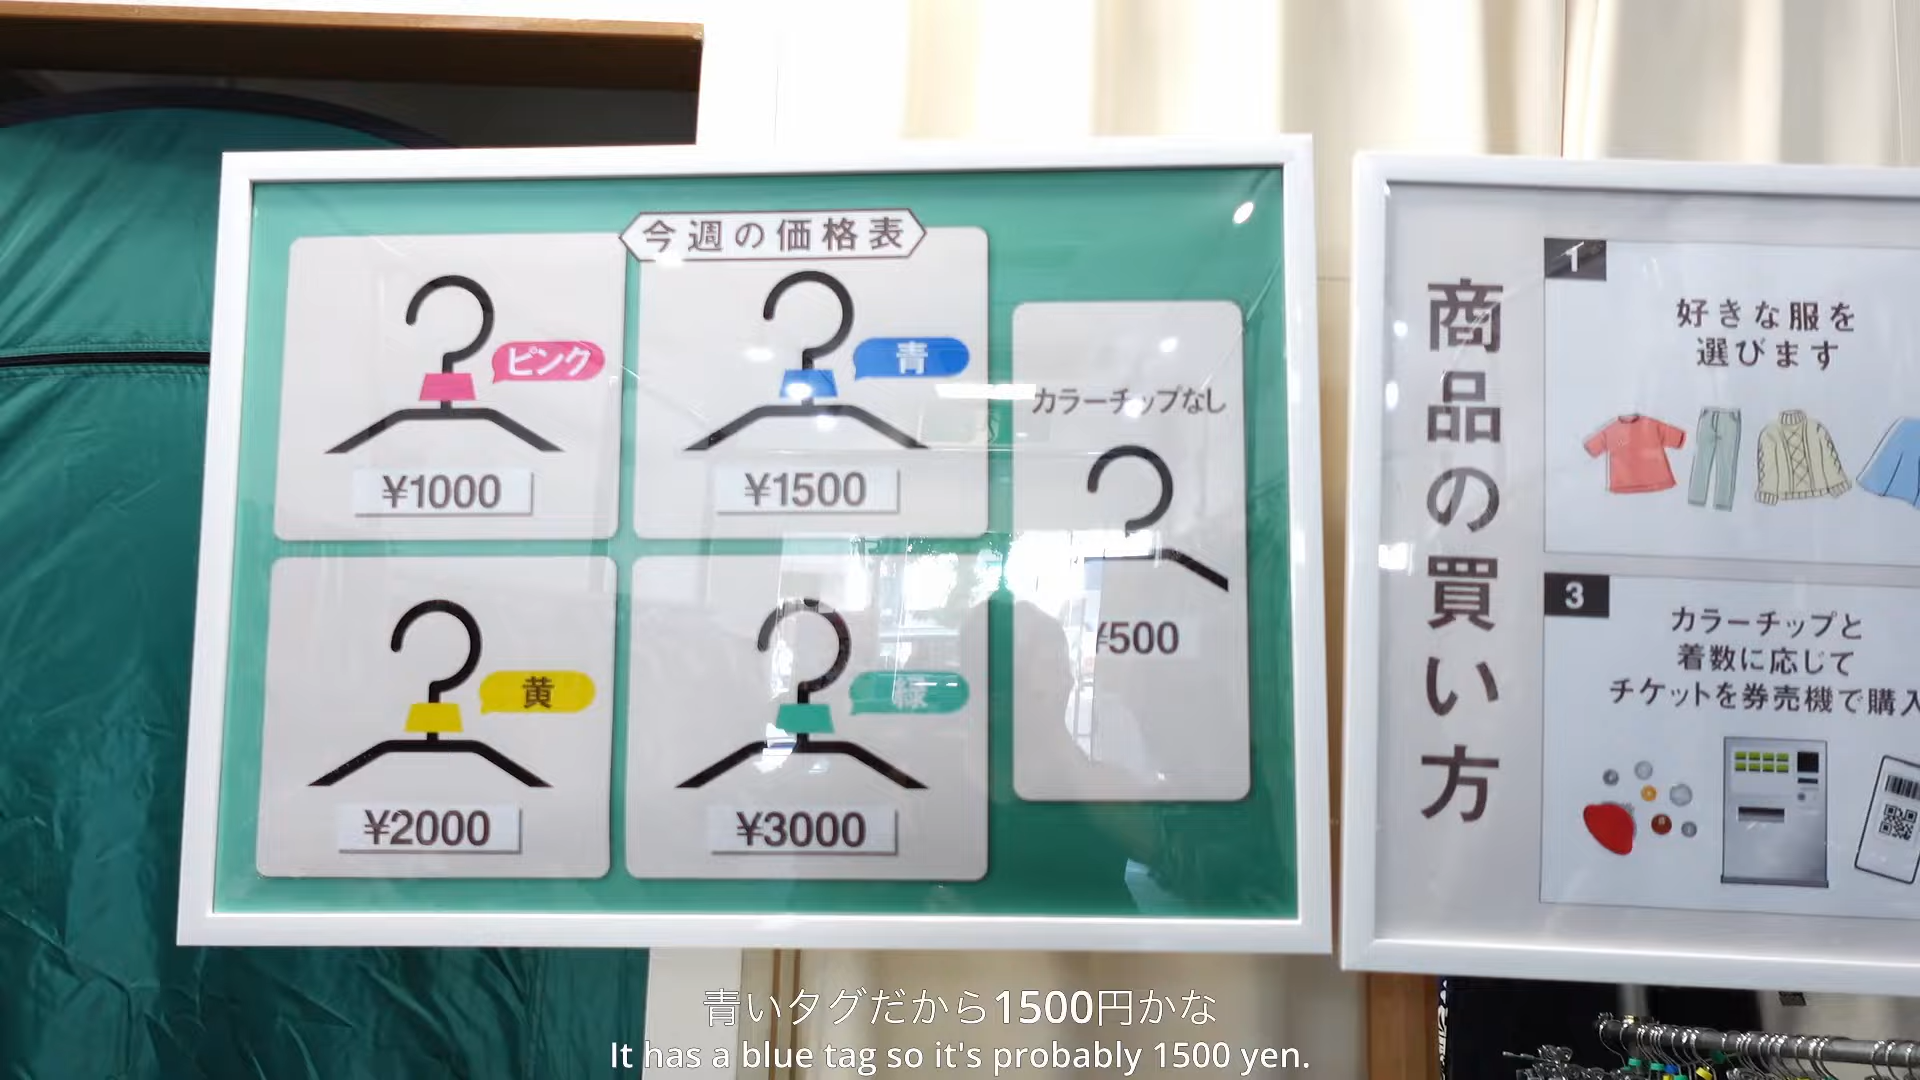 今週の価格表
ピンク
¥1000
青
¥1500
黄
¥2000
緑
¥3000
カラーチップなし
¥500
商品の買い方
1
好きな服を
選びます
3
カラーチップと
着数に応じて
チケットを券売機で購入
青いタグだから1500円かな
It has a blue tag so it's probably 1500 yen.